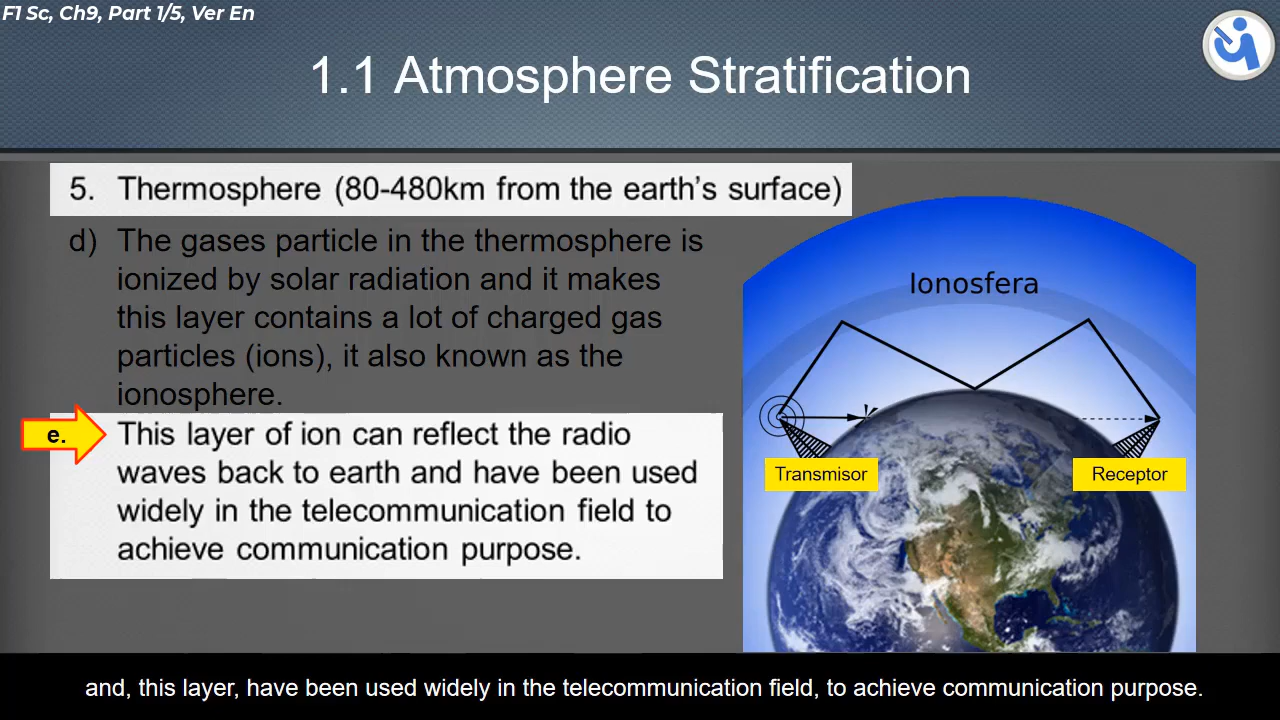 F1 Sc, Ch9, Part 1/5, Ver En
1.1 Atmosphere Stratification
5. Thermosphere (80-480km from the earth's surface)
d) The gases particle in the thermosphere is
ionized by solar radiation and it makes
this layer contains a lot of charged gas
particles (ions), it also known as the
ionosphere.
e. This layer of ion can reflect the radio
waves back to earth and have been used
widely in the telecommunication field to
achieve communication purpose.
Ionosfera
Transmisor
Receptor
and, this layer, have been used widely in the telecommunication field, to achieve communication purpose.